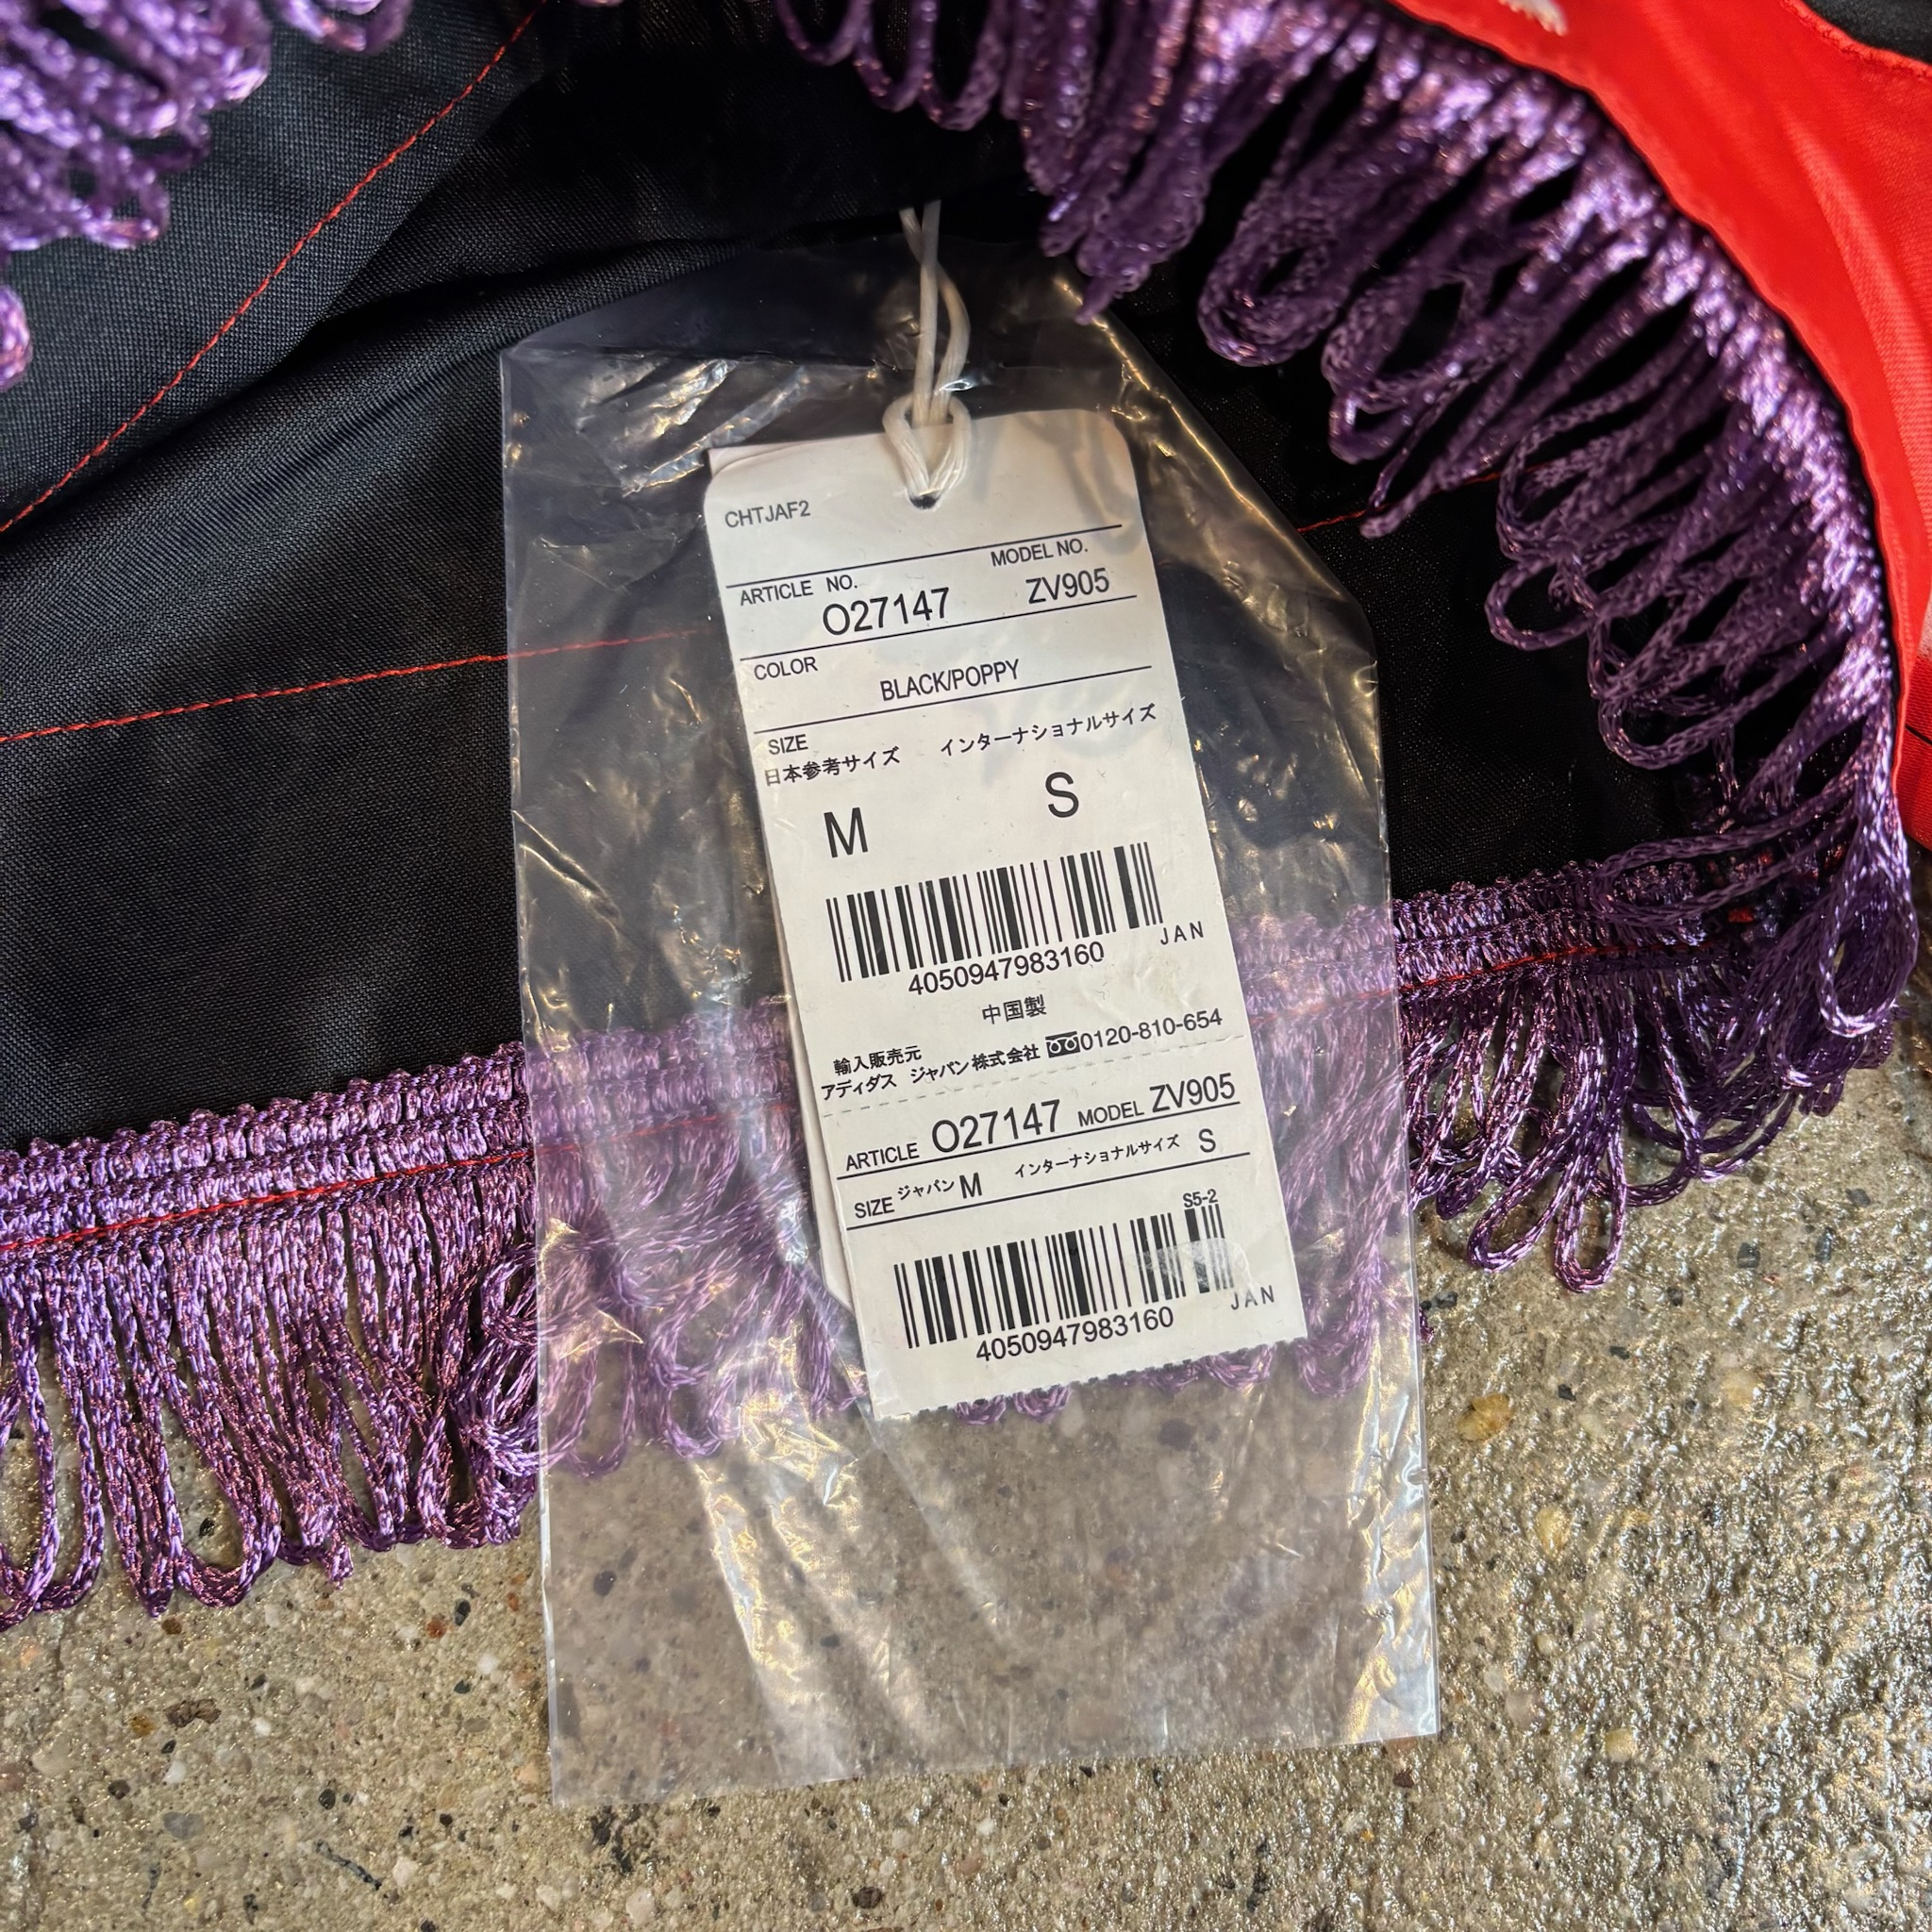 CHTJAF2
ARTICLE NO. MODEL NO.
O27147 ZV905
COLOR
BLACK/POPPY
SIZE
日本参考サイズ インターナショナルサイズ
M S
JAN
4050947983160
中国製
輸入販売元
アディダス ジャパン株式会社 0120-810-654
ARTICLE O27147 MODEL ZV905
SIZE ジャパン M インターナショナルサイズ S
S5-2
JAN
4050947983160